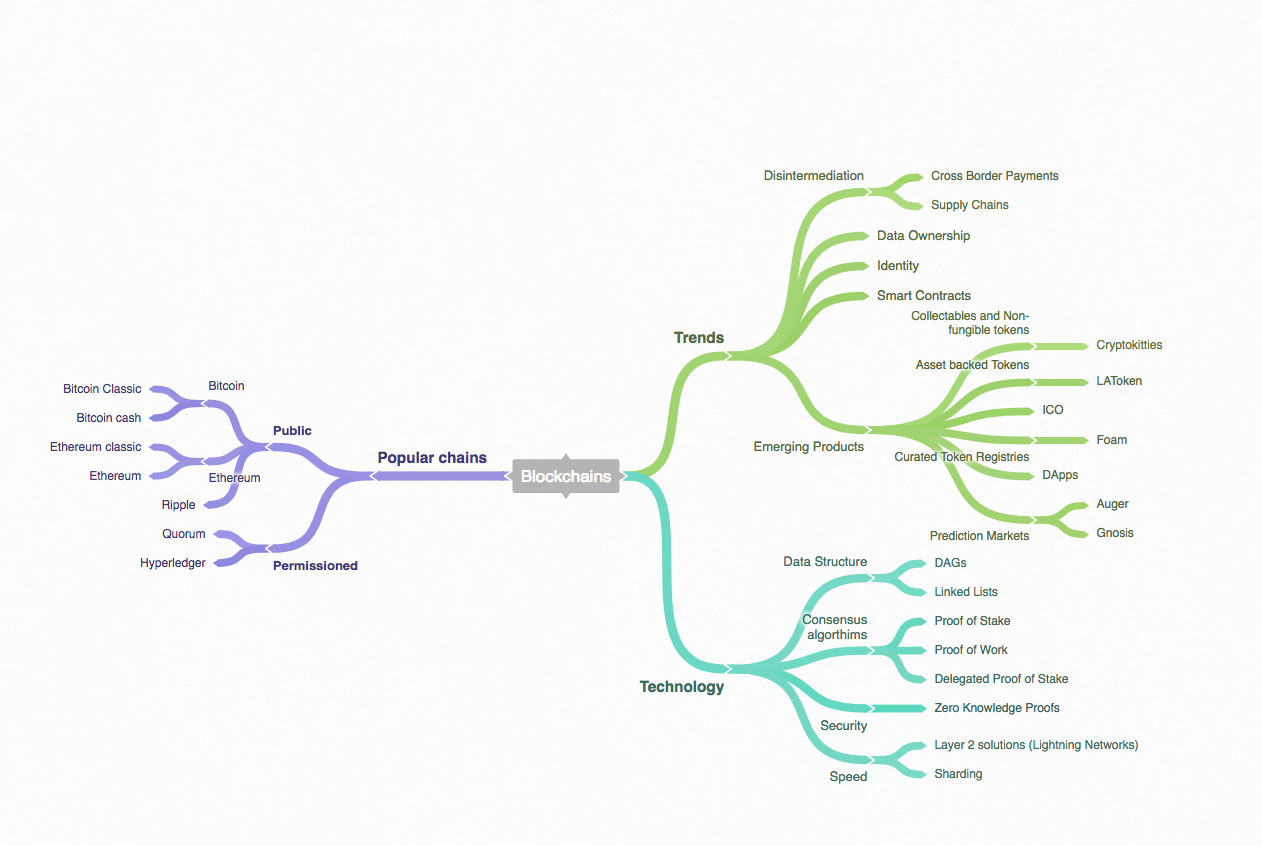 Blockchains
Popular chains
Public
Bitcoin
Bitcoin Classic
Bitcoin cash
Ethereum
Ethereum classic
Ethereum
Ripple
Permissioned
Quorum
Hyperledger
Trends
Disintermediation
Cross Border Payments
Supply Chains
Data Ownership
Identity
Smart Contracts
Emerging Products
Collectables and Non-
fungible tokens
Cryptokitties
Asset backed Tokens
LAToken
ICO
Curated Token Registries
Foam
DApps
Prediction Markets
Auger
Gnosis
Technology
Data Structure
DAGs
Linked Lists
Consensus
algorthims
Proof of Stake
Proof of Work
Delegated Proof of Stake
Security
Zero Knowledge Proofs
Speed
Layer 2 solutions (Lightning Networks)
Sharding